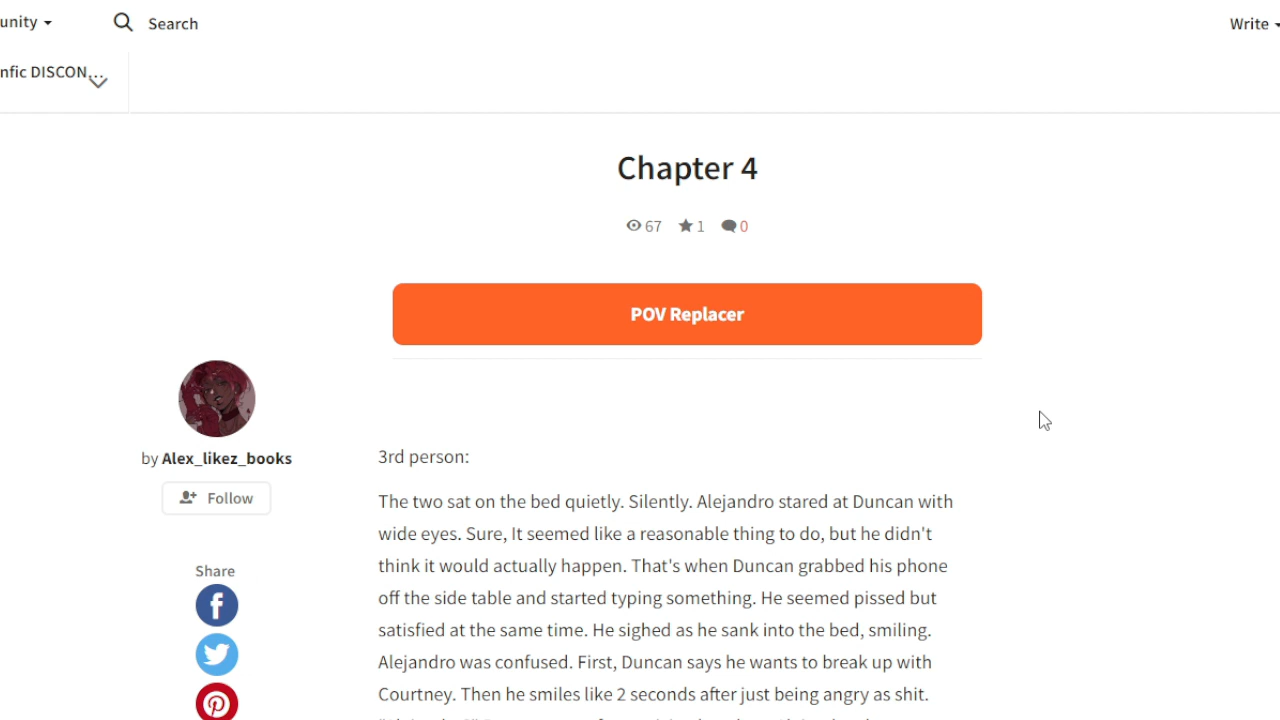 unity
Search
Write
nfic DISCON...
Chapter 4
67 1 0
POV Replacer
by Alex_likez_books
Follow
Share
3rd person:
The two sat on the bed quietly. Silently. Alejandro stared at Duncan with
wide eyes. Sure, It seemed like a reasonable thing to do, but he didn't
think it would actually happen. That's when Duncan grabbed his phone
off the side table and started typing something. He seemed pissed but
satisfied at the same time. He sighed as he sank into the bed, smiling.
Alejandro was confused. First, Duncan says he wants to break up with
Courtney. Then he smiles like 2 seconds after just being angry as shit.